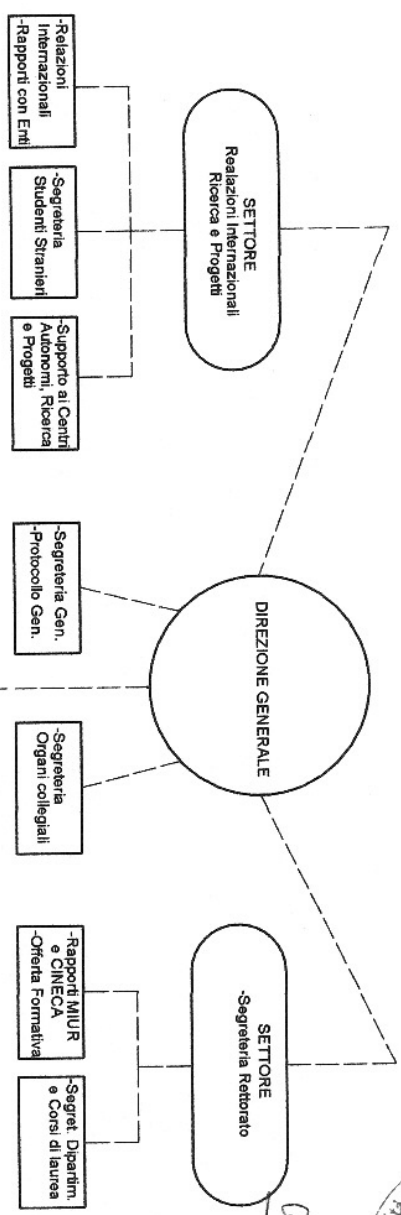 DIREZIONE GENERALE
SETTORE
Realazioni Internazionali
Ricerca e Progetti
-Relazioni
Internazionali
-Rapporti con Enti
-Segreteria
Studenti Stranieri
-Supporto ai Centri
Autonomi, Ricerca
e Progetti
-Segreteria Gen.
-Protocollo Gen.
-Segreteria
Organi collegiali
SETTORE
-Segreteria Rettorato
-Rapporti MIUR
e CINECA
-Offerta Formativa
-Segret. Dipartim.
e Corsi di laurea